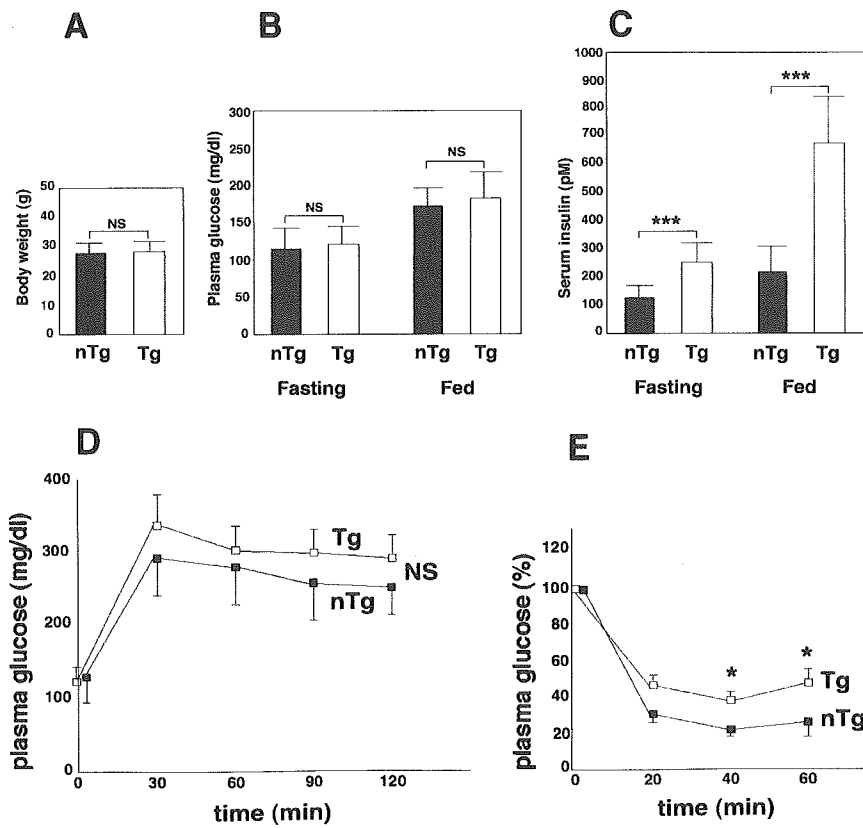 A
B
C
Body weight (g)
50
40
30
20
10
0
NS
nTg
Tg
Plasma glucose (mg/dl)
300
250
200
150
100
50
0
NS
NS
nTg
Tg
nTg
Tg
Fasting
Fed
Serum insulin (pM)
1000
900
800
700
600
500
400
300
200
100
0
***
***
nTg
Tg
nTg
Tg
Fasting
Fed
D
plasma glucose (mg/dl)
400
300
200
100
0
Tg
nTg
NS
0
30
60
90
120
time (min)
E
plasma glucose (%)
120
100
80
60
40
20
0
*
*
Tg
nTg
0
20
40
60
time (min)